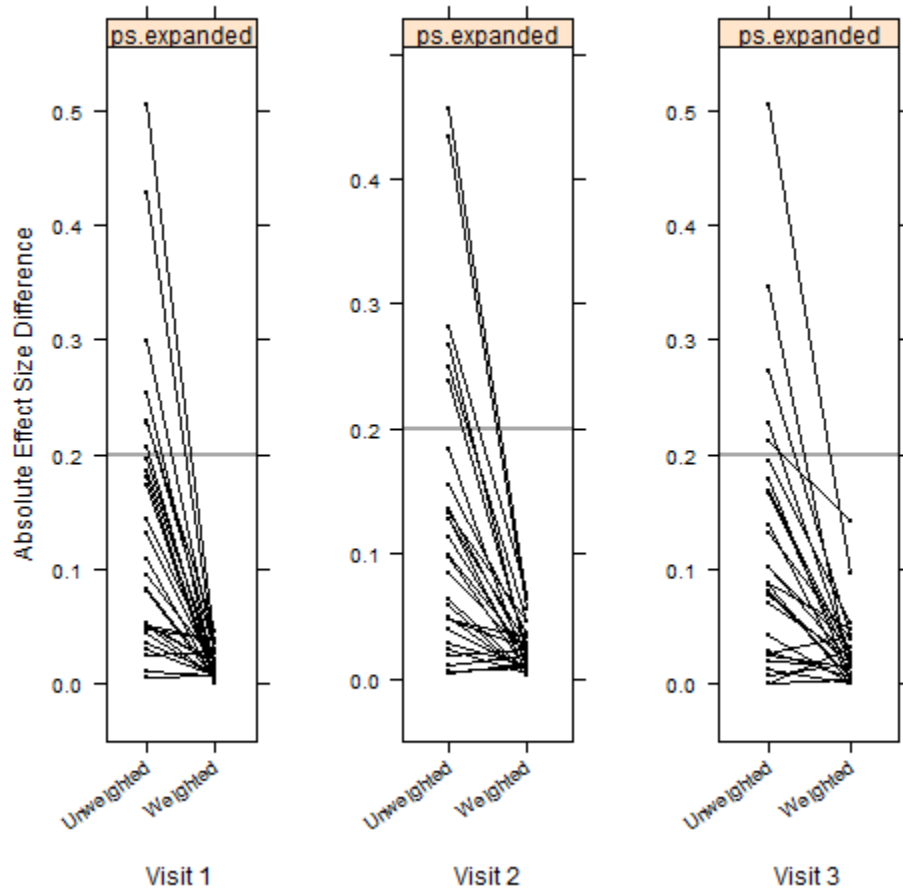 ps.expanded
ps.expanded
ps.expanded
Absolute Effect Size Difference
0.5
0.4
0.3
0.2
0.1
0.0
0.4
0.3
0.2
0.1
0.0
0.5
0.4
0.3
0.2
0.1
0.0
Unweighted
Weighted
Unweighted
Weighted
Unweighted
Weighted
Visit 1
Visit 2
Visit 3